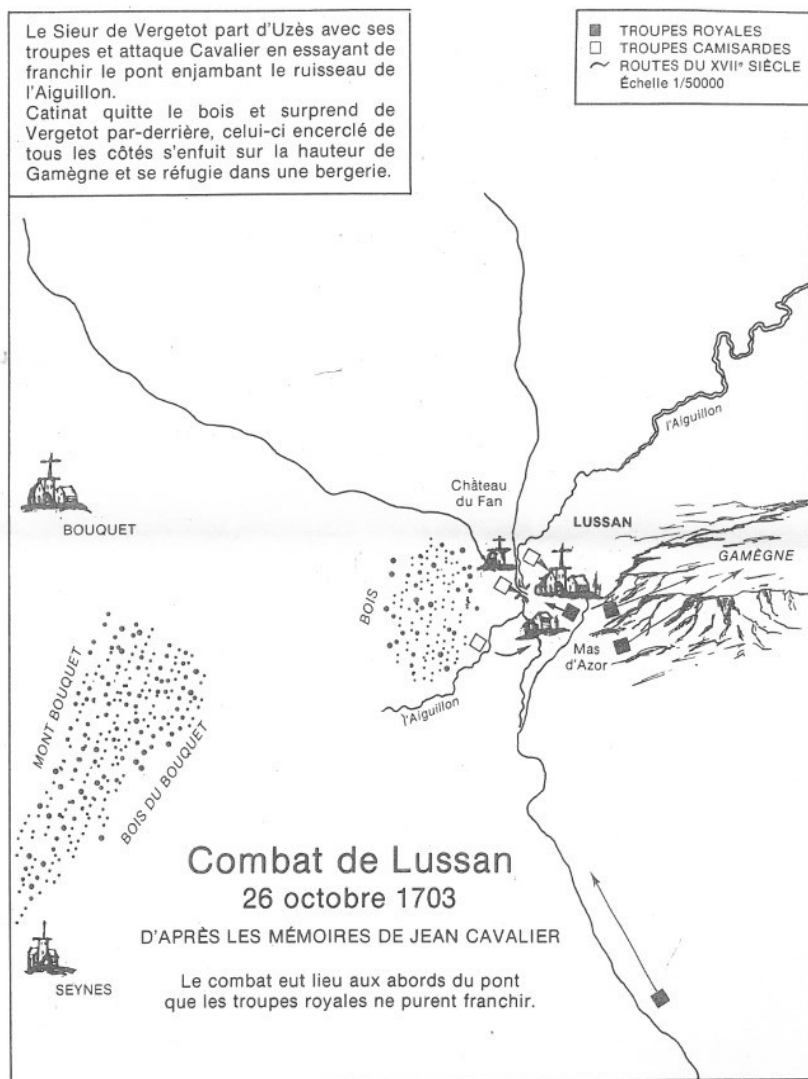 Le Sieur de Vergetot part d'Uzès avec ses
troupes et attaque Cavalier en essayant de
franchir le pont enjambant le ruisseau de
l'Aiguillon.
Catinat quitte le bois et surprend de
Vergetot par-derrière, celui-ci encerclé de
tous les côtés s'enfuit sur la hauteur de
Gamègne et se réfugie dans une bergerie.
TROUPES ROYALES
TROUPES CAMISARDES
ROUTES DU XVIIe SIÈCLE
Échelle 1/50000
l'Aiguillon
Château
du Fan
LUSSAN
GAMÈGNE
BOUQUET
BOIS
Mas
d'Azor
l'Aiguillon
MONT BOUQUET
BOIS DU BOUQUET
Combat de Lussan
26 octobre 1703
D'APRÈS LES MÉMOIRES DE JEAN CAVALIER
Le combat eut lieu aux abords du pont
que les troupes royales ne purent franchir.
SEYNES